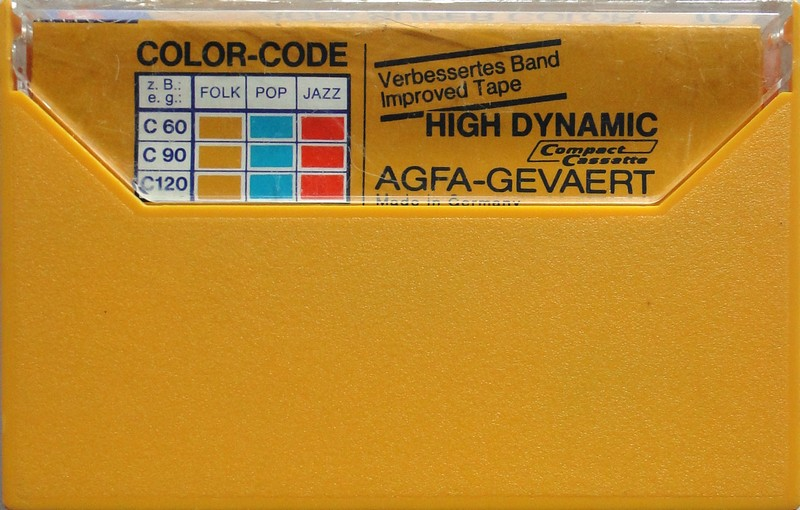 COLOR-CODE
z. B.:
e. g.:
FOLK
POP
JAZZ
C 60
C 90
C120
Verbessertes Band
Improved Tape
HIGH DYNAMIC
Compact
Cassette
AGFA-GEVAERT
Made in Germany